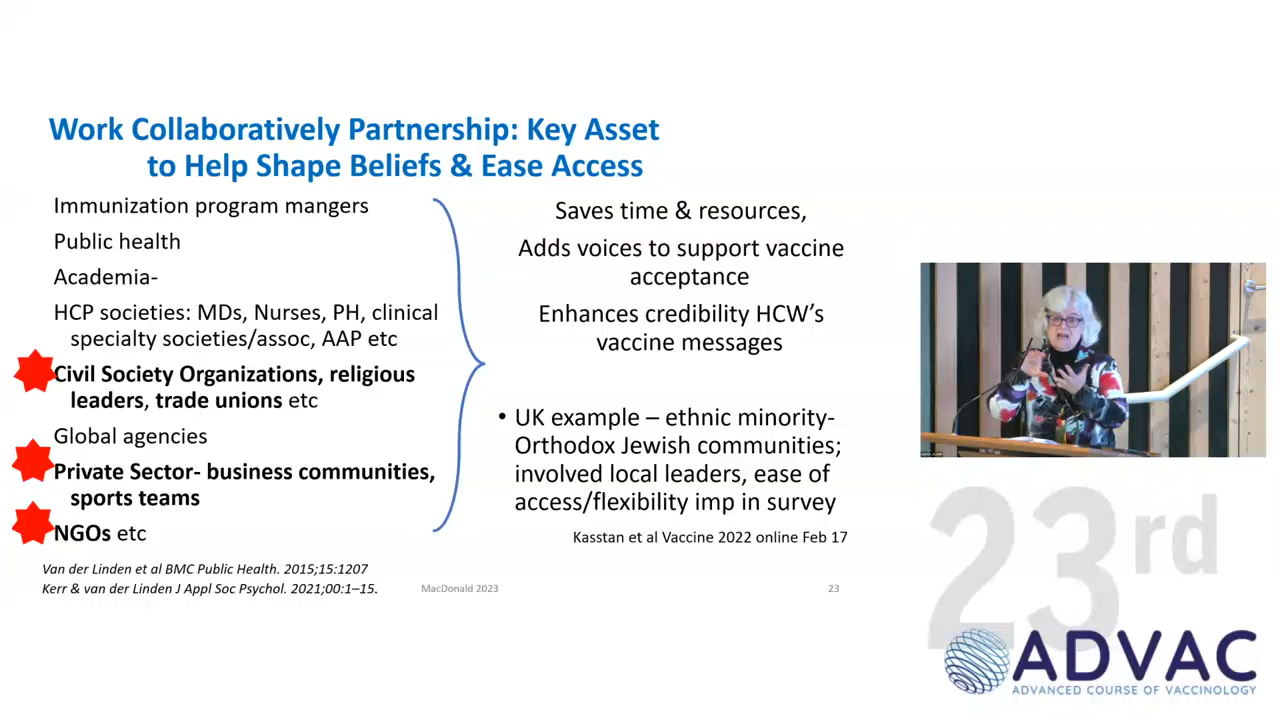 Work Collaboratively Partnership: Key Asset
to Help Shape Beliefs & Ease Access
Immunization program mangers
Public health
Academia-
HCP societies: MDs, Nurses, PH, clinical
specialty societies/assoc, AAP etc
Civil Society Organizations, religious
leaders, trade unions etc
Global agencies
Private Sector- business communities,
sports teams
NGOs etc
Saves time & resources,
Adds voices to support vaccine
acceptance
Enhances credibility HCW’s
vaccine messages
• UK example – ethnic minority-
Orthodox Jewish communities;
involved local leaders, ease of
access/flexibility imp in survey
Kasstan et al Vaccine 2022 online Feb 17
Van der Linden et al BMC Public Health. 2015;15:1207
Kerr & van der Linden J Appl Soc Psychol. 2021;00:1–15.
MacDonald 2023
23
23rd
ADVAC
ADVANCED COURSE OF VACCINOLOGY